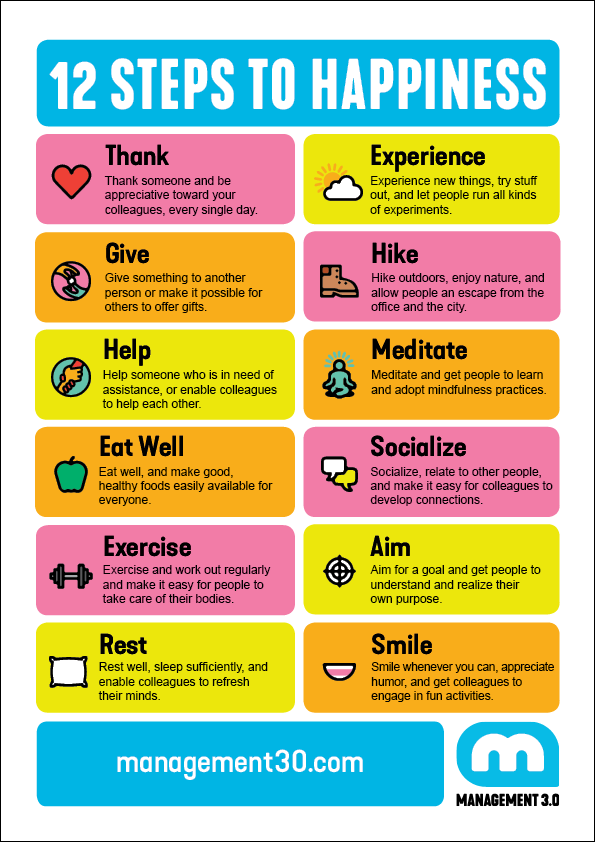 12 STEPS TO HAPPINESS
Thank
Thank someone and be
appreciative toward your
colleagues, every single day.
Experience
Experience new things, try stuff
out, and let people run all kinds
of experiments.
Give
Give something to another
person or make it possible for
others to offer gifts.
Hike
Hike outdoors, enjoy nature, and
allow people an escape from the
office and the city.
Help
Help someone who is in need of
assistance, or enable colleagues
to help each other.
Meditate
Meditate and get people to learn
and adopt mindfulness practices.
Eat Well
Eat well, and make good,
healthy foods easily available for
everyone.
Socialize
Socialize, relate to other people,
and make it easy for colleagues to
develop connections.
Exercise
Exercise and work out regularly
and make it easy for people to
take care of their bodies.
Aim
Aim for a goal and get people to
understand and realize their
own purpose.
Rest
Rest well, sleep sufficiently, and
enable colleagues to refresh
their minds.
Smile
Smile whenever you can, appreciate
humor, and get colleagues to
engage in fun activities.
management30.com
m
MANAGEMENT 3.0